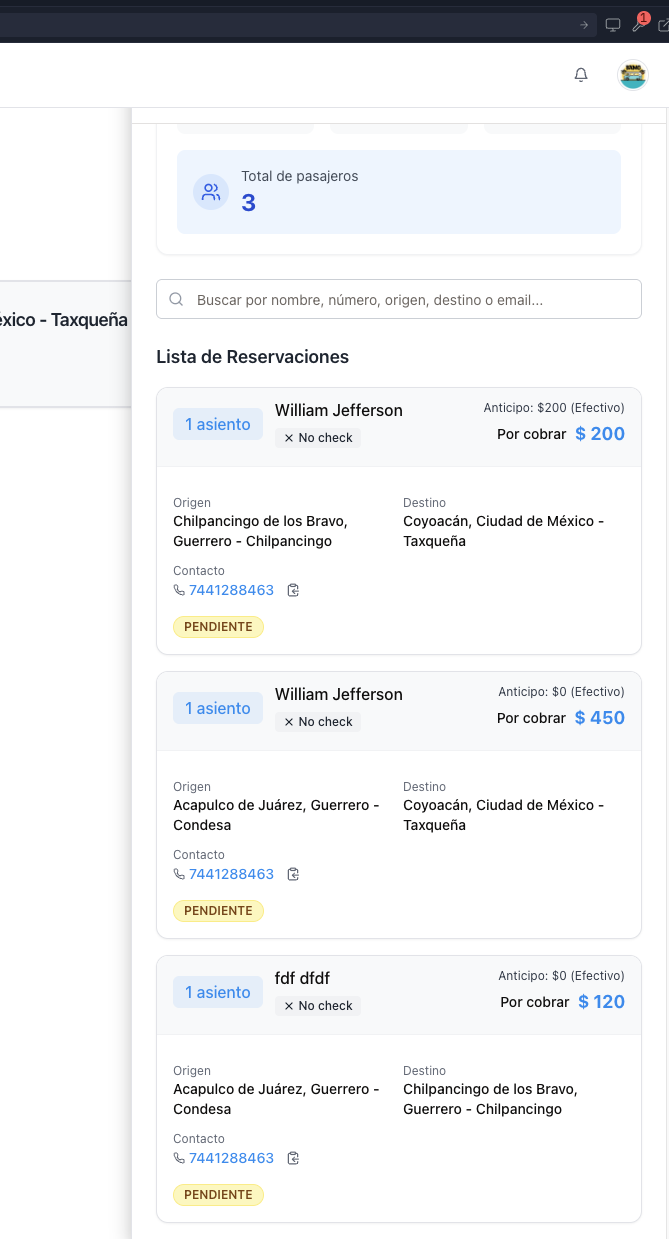 1
Total de pasajeros
3
éxico - Taxqueña
Buscar por nombre, número, origen, destino o email...
Lista de Reservaciones
1 asiento
William Jefferson
× No check
Anticipo: $200 (Efectivo)
Por cobrar $ 200
Origen
Chilpancingo de los Bravo,
Guerrero - Chilpancingo
Destino
Coyoacán, Ciudad de México -
Taxqueña
Contacto
7441288463
PENDIENTE
1 asiento
William Jefferson
× No check
Anticipo: $0 (Efectivo)
Por cobrar $ 450
Origen
Acapulco de Juárez, Guerrero -
Condesa
Destino
Coyoacán, Ciudad de México -
Taxqueña
Contacto
7441288463
PENDIENTE
1 asiento
fdf dfdf
× No check
Anticipo: $0 (Efectivo)
Por cobrar $ 120
Origen
Acapulco de Juárez, Guerrero -
Condesa
Destino
Chilpancingo de los Bravo,
Guerrero - Chilpancingo
Contacto
7441288463
PENDIENTE